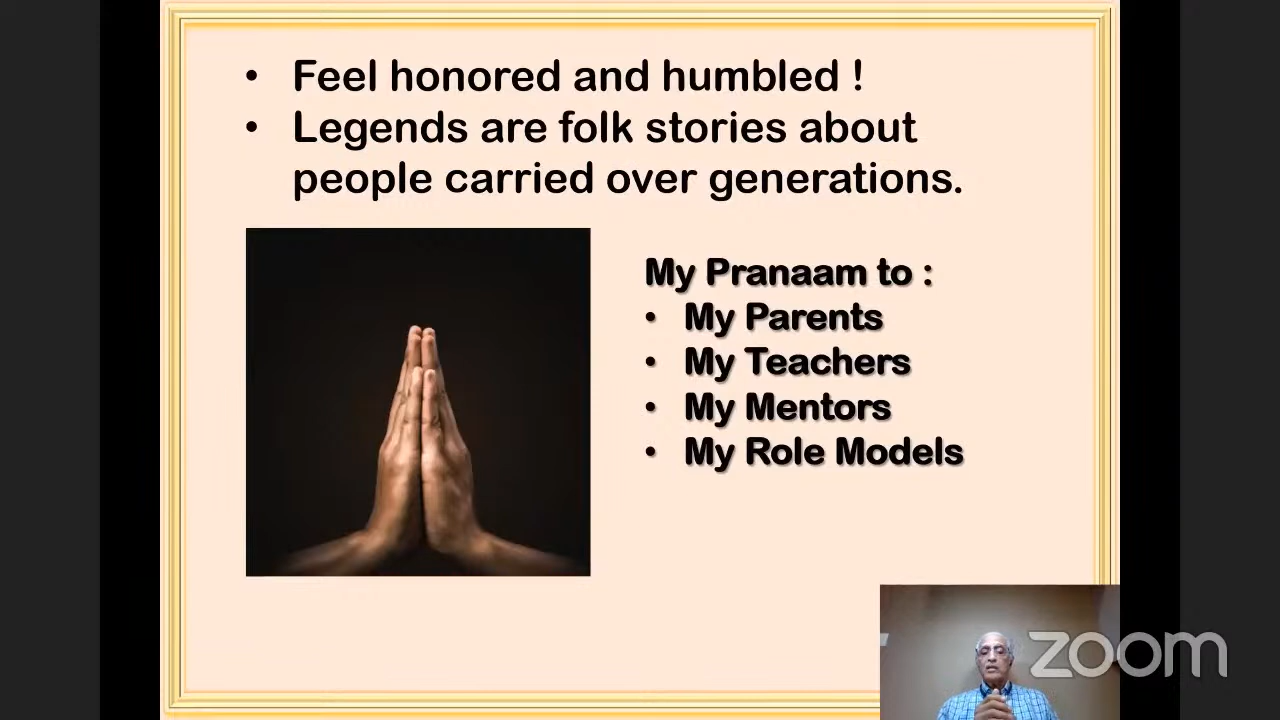 • Feel honored and humbled !
• Legends are folk stories about
people carried over generations.
My Pranaam to :
• My Parents
• My Teachers
• My Mentors
• My Role Models
zoom